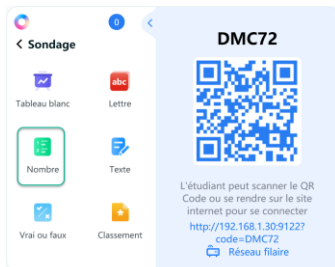 0
< Sondage
Tableau blanc
abc
Lettre
Nombre
Texte
Vrai ou faux
Classement
DMC72
L'étudiant peut scanner le QR
Code ou se rendre sur le site
internet pour se connecter
http://192.168.1.30:9122?
code=DMC72
Réseau filaire